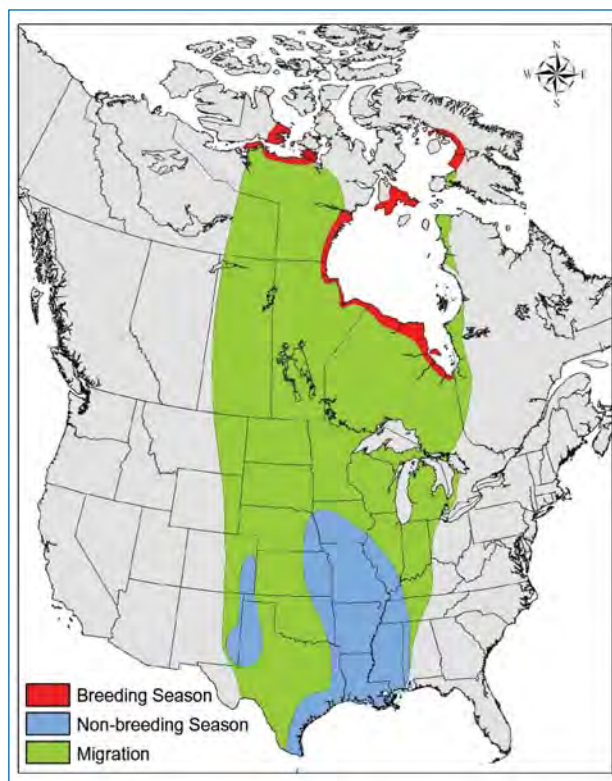 N
W E
S
Breeding Season
Non-breeding Season
Migration